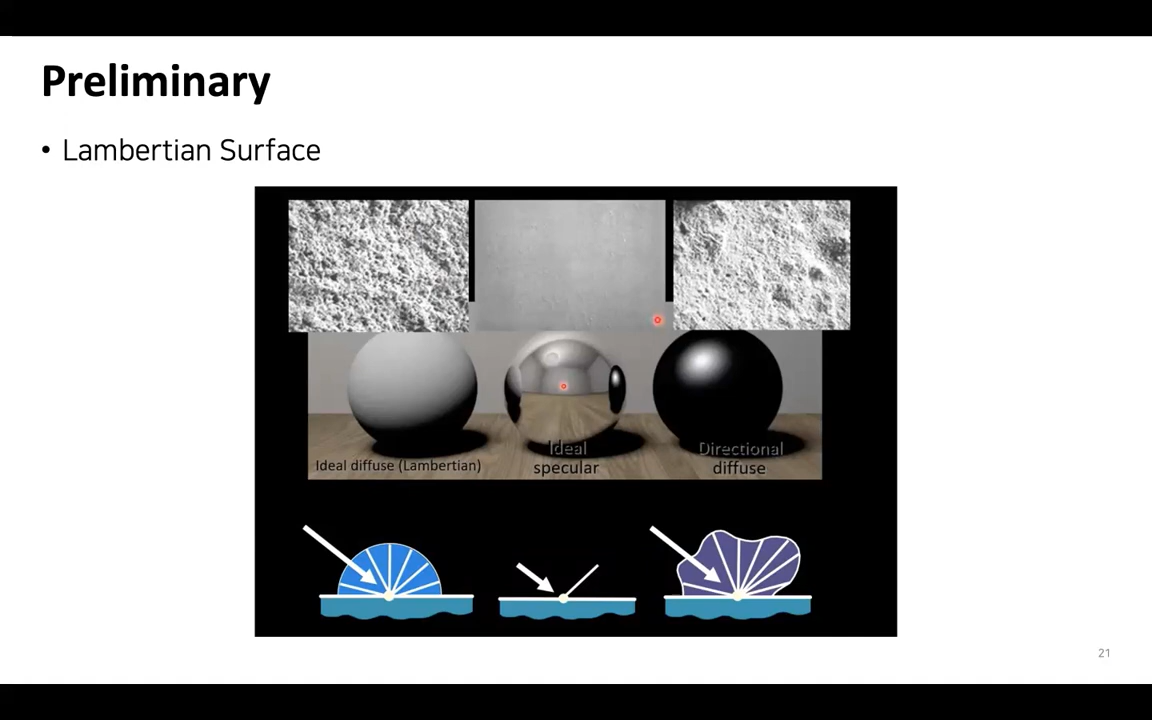 Preliminary
• Lambertian Surface
Ideal diffuse (Lambertian)
Ideal
specular
Directional
diffuse
21